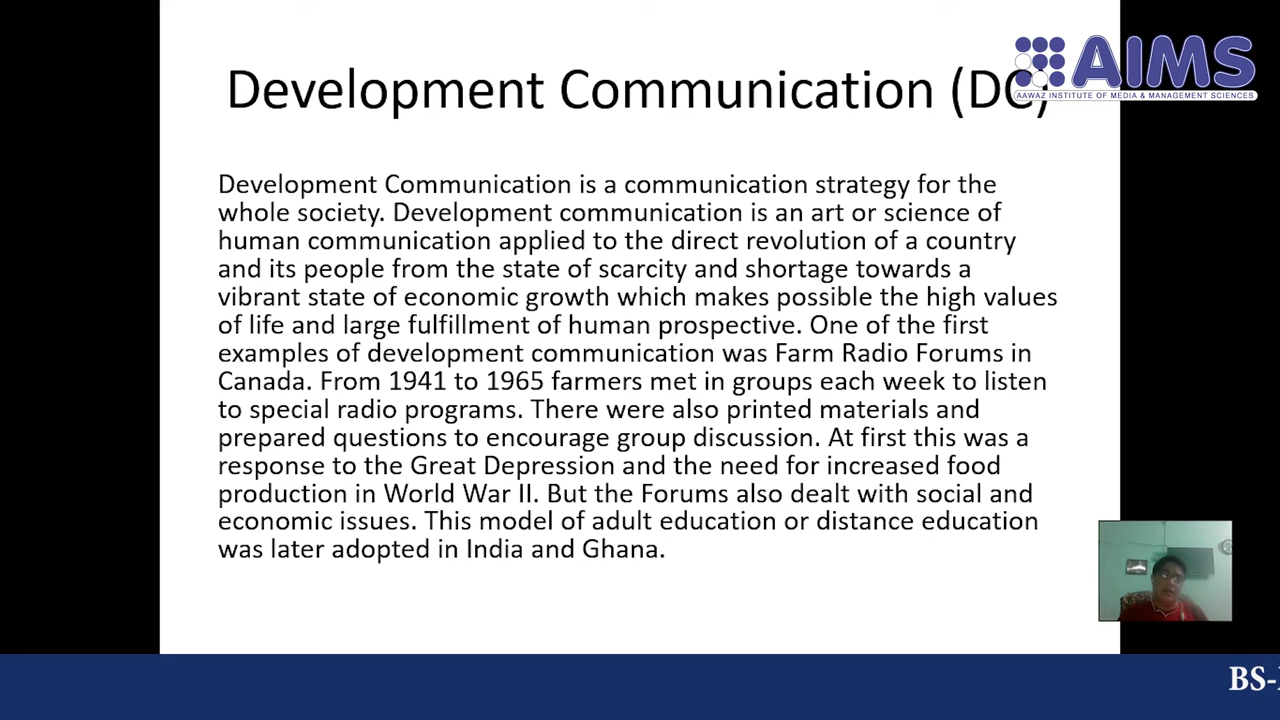 AIMS
AAWAZ INSTITUTE OF MEDIA & MANAGEMENT SCIENCES
Development Communication (DC)
Development Communication is a communication strategy for the
whole society. Development communication is an art or science of
human communication applied to the direct revolution of a country
and its people from the state of scarcity and shortage towards a
vibrant state of economic growth which makes possible the high values
of life and large fulfillment of human prospective. One of the first
examples of development communication was Farm Radio Forums in
Canada. From 1941 to 1965 farmers met in groups each week to listen
to special radio programs. There were also printed materials and
prepared questions to encourage group discussion. At first this was a
response to the Great Depression and the need for increased food
production in World War II. But the Forums also dealt with social and
economic issues. This model of adult education or distance education
was later adopted in India and Ghana.
BS-